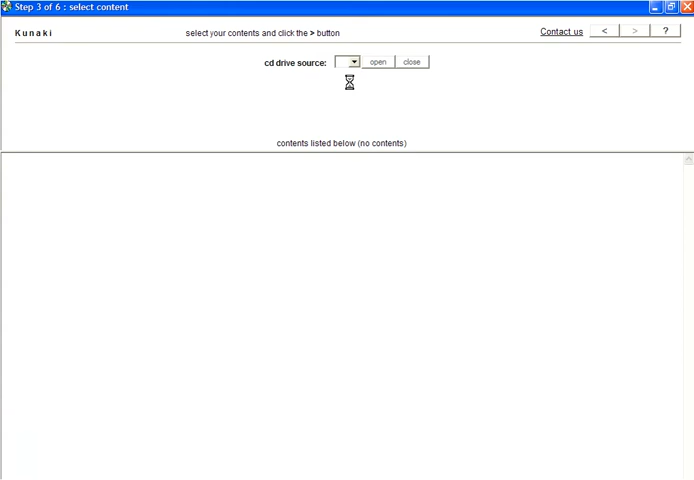 Step 3 of 6 : select content
Kunaki
select your contents and click the > button
Contact us
<
>
?
cd drive source:
open
close
contents listed below (no contents)